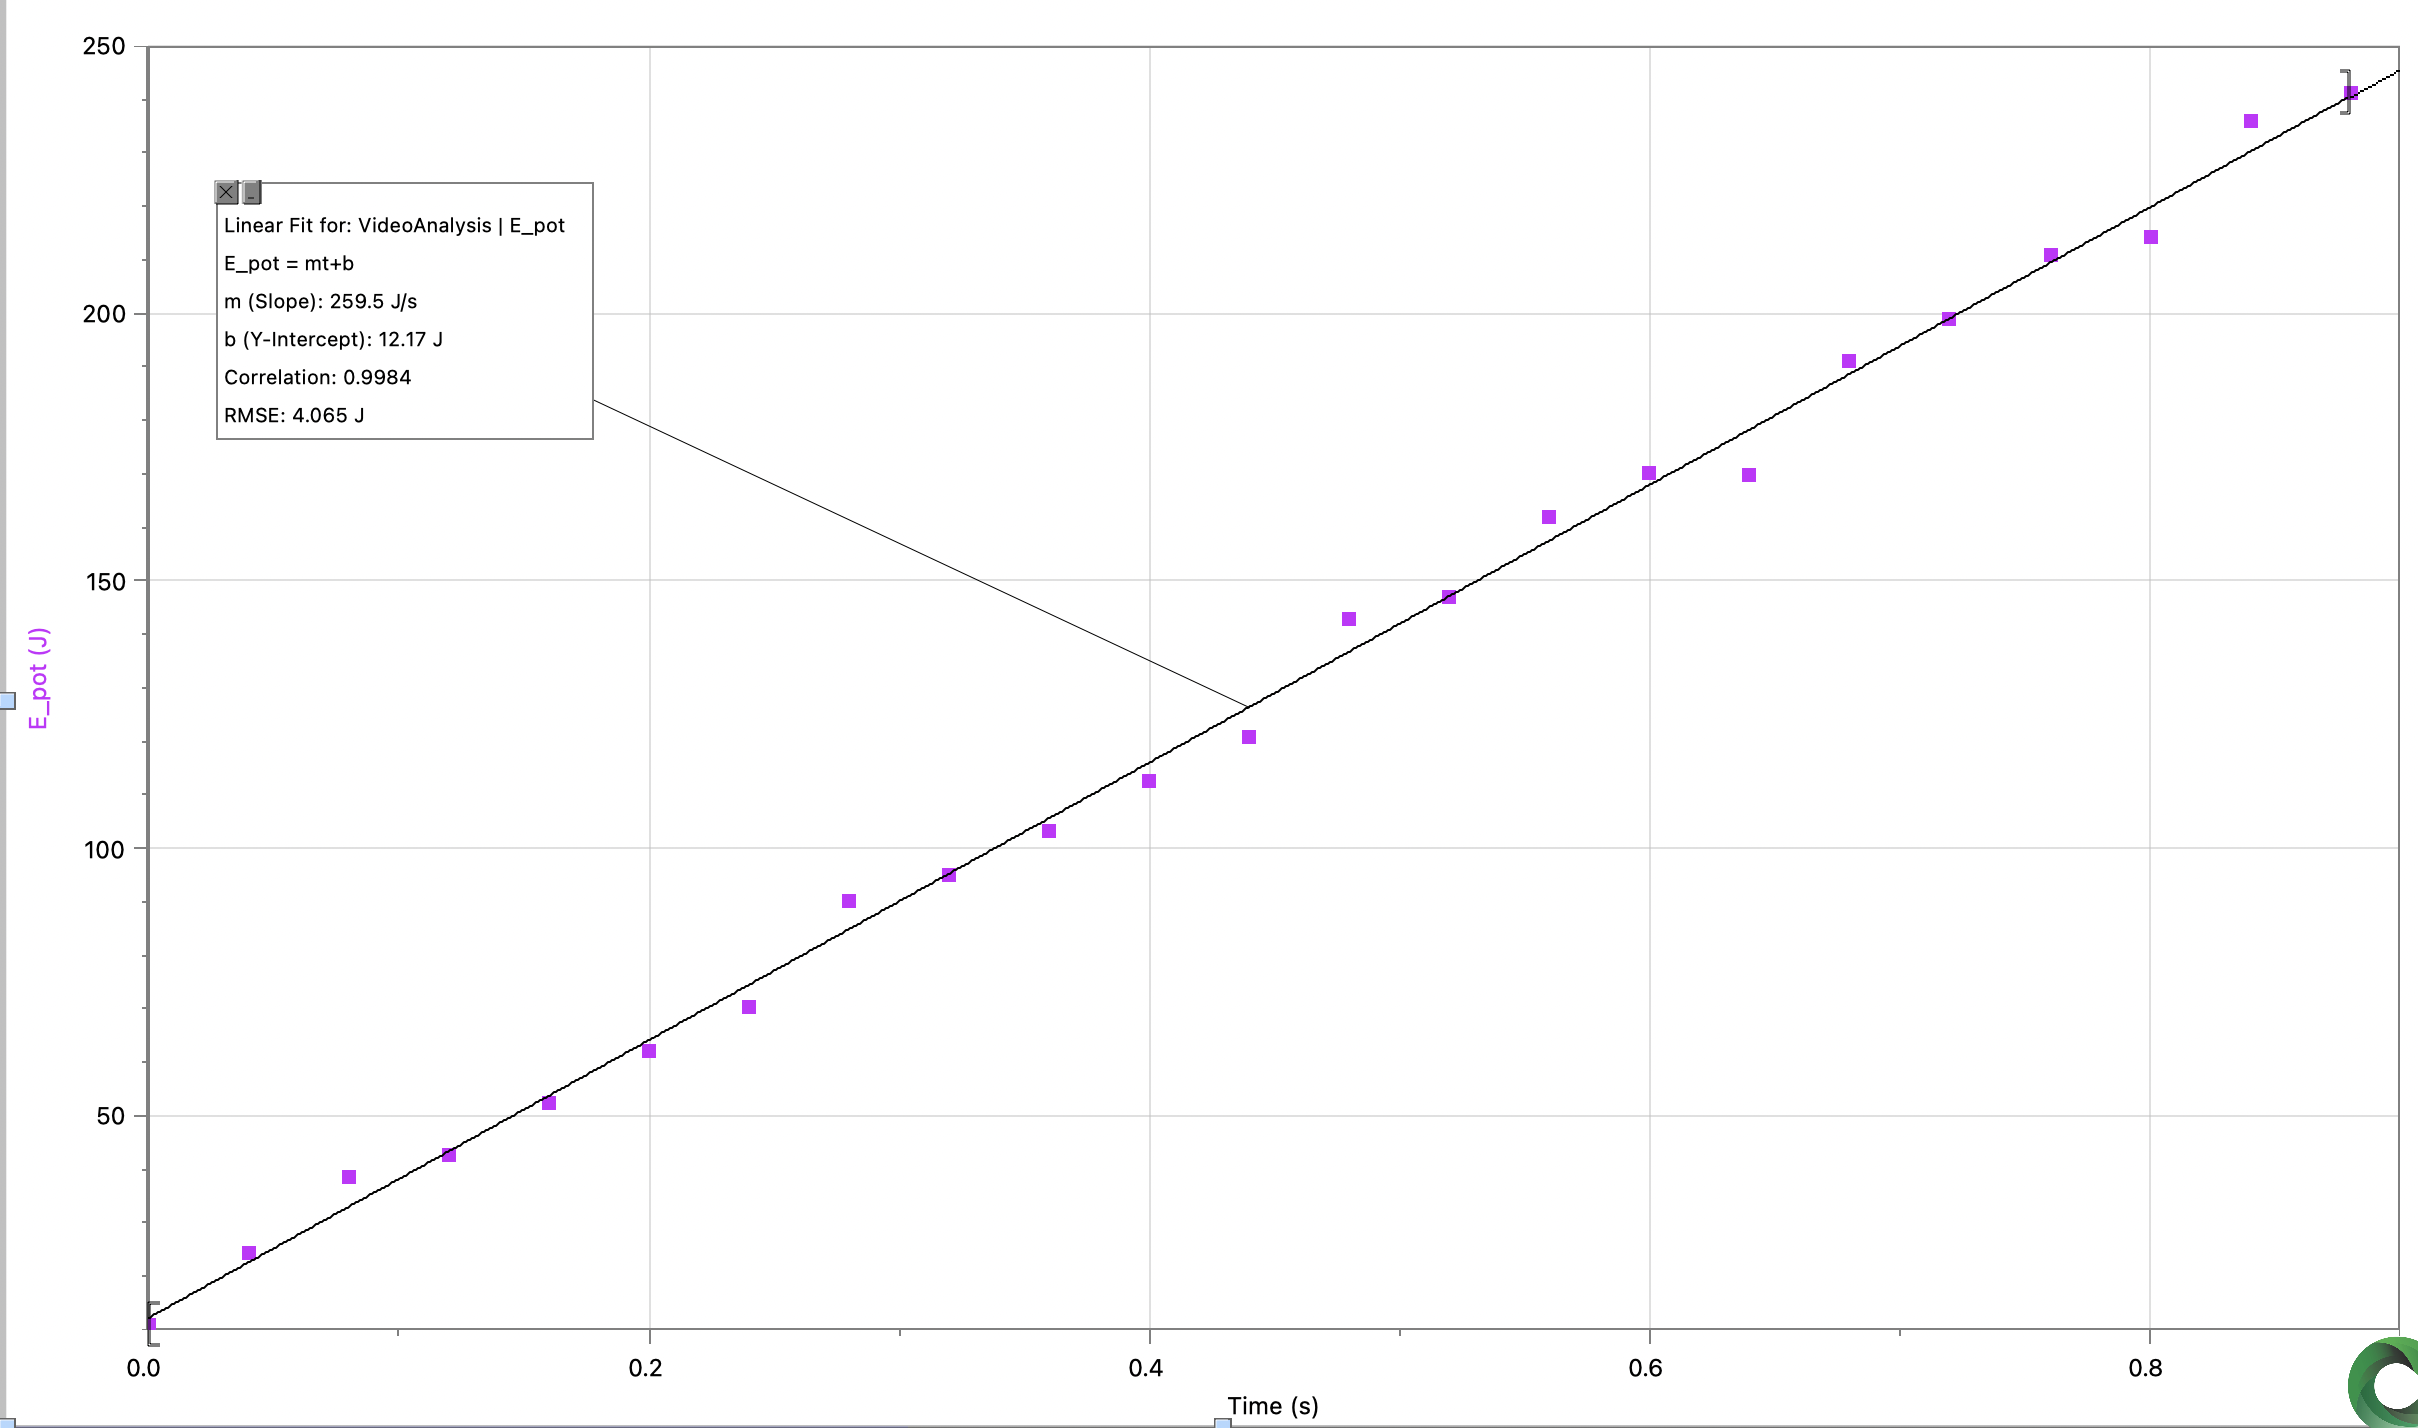 250
200
150
100
50
E_pot (J)
Linear Fit for: VideoAnalysis | E_pot
E_pot = mt+b
m (Slope): 259.5 J/s
b (Y-Intercept): 12.17 J
Correlation: 0.9984
RMSE: 4.065 J
0.0 0.2 0.4 0.6 0.8
Time (s)